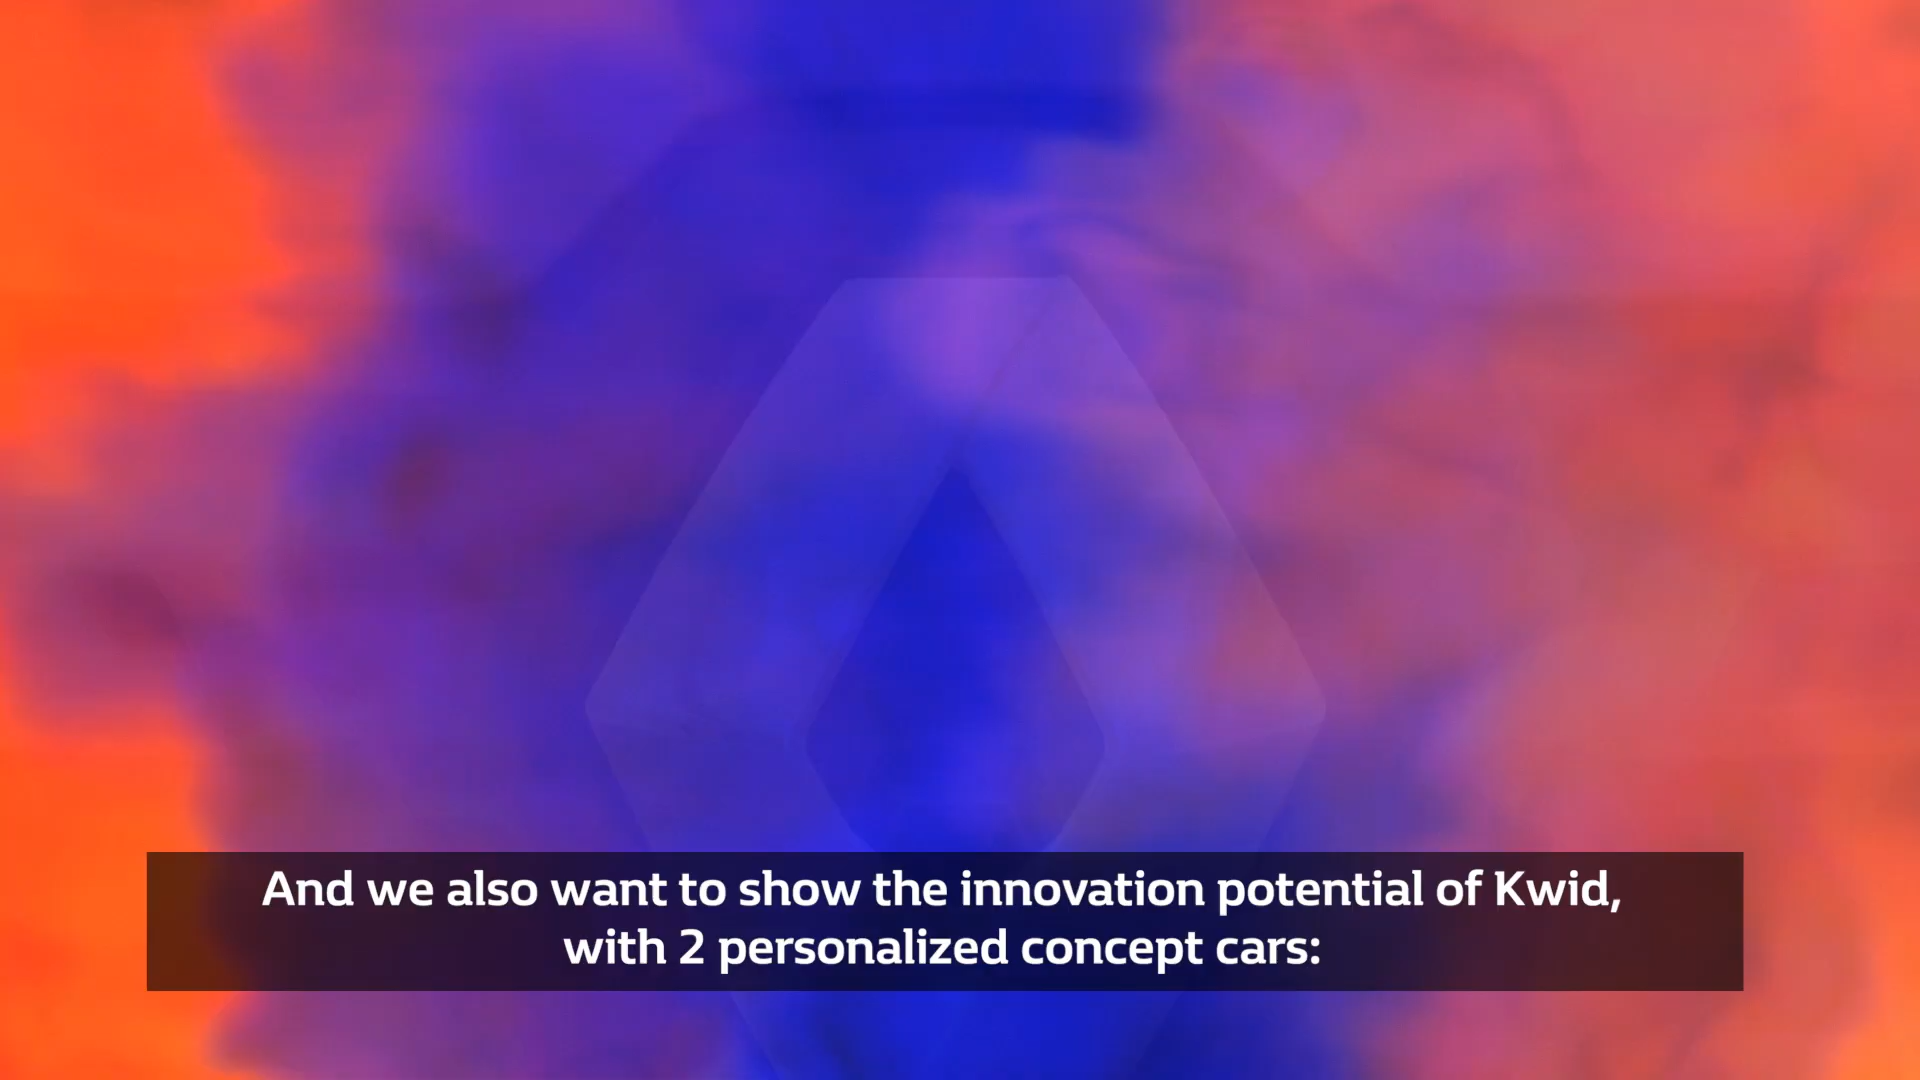 And we also want to show the innovation potential of Kwid,
with 2 personalized concept cars: